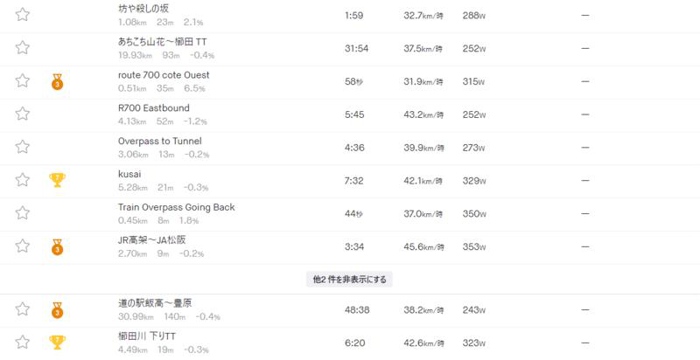 坊や殺しの坂
1:59 32.7km/時 288W —
1.08km 23m 2.1%
あちこち山花～櫛田 TT
31:54 37.5km/時 252W —
19.93km 93m -0.4%
3
route 700 cote Ouest
58秒 31.9km/時 315W —
0.51km 35m 6.5%
R700 Eastbound
5:45 43.2km/時 252W —
4.13km 52m -1.2%
Overpass to Tunnel
4:36 39.9km/時 273W —
3.06km 13m -0.2%
7
kusai
7:32 42.1km/時 329W —
5.28km 21m -0.3%
Train Overpass Going Back
44秒 37.0km/時 350W —
0.45km 8m 1.8%
3
JR高架～JA松阪
3:34 45.6km/時 353W —
2.70km 9m -0.2%
他2 件を非表示にする
3
道の駅飯高～豊原
48:38 38.2km/時 243W —
30.99km 140m -0.4%
7
櫛田川 下りTT
6:20 42.6km/時 323W —
4.49km 19m -0.3%